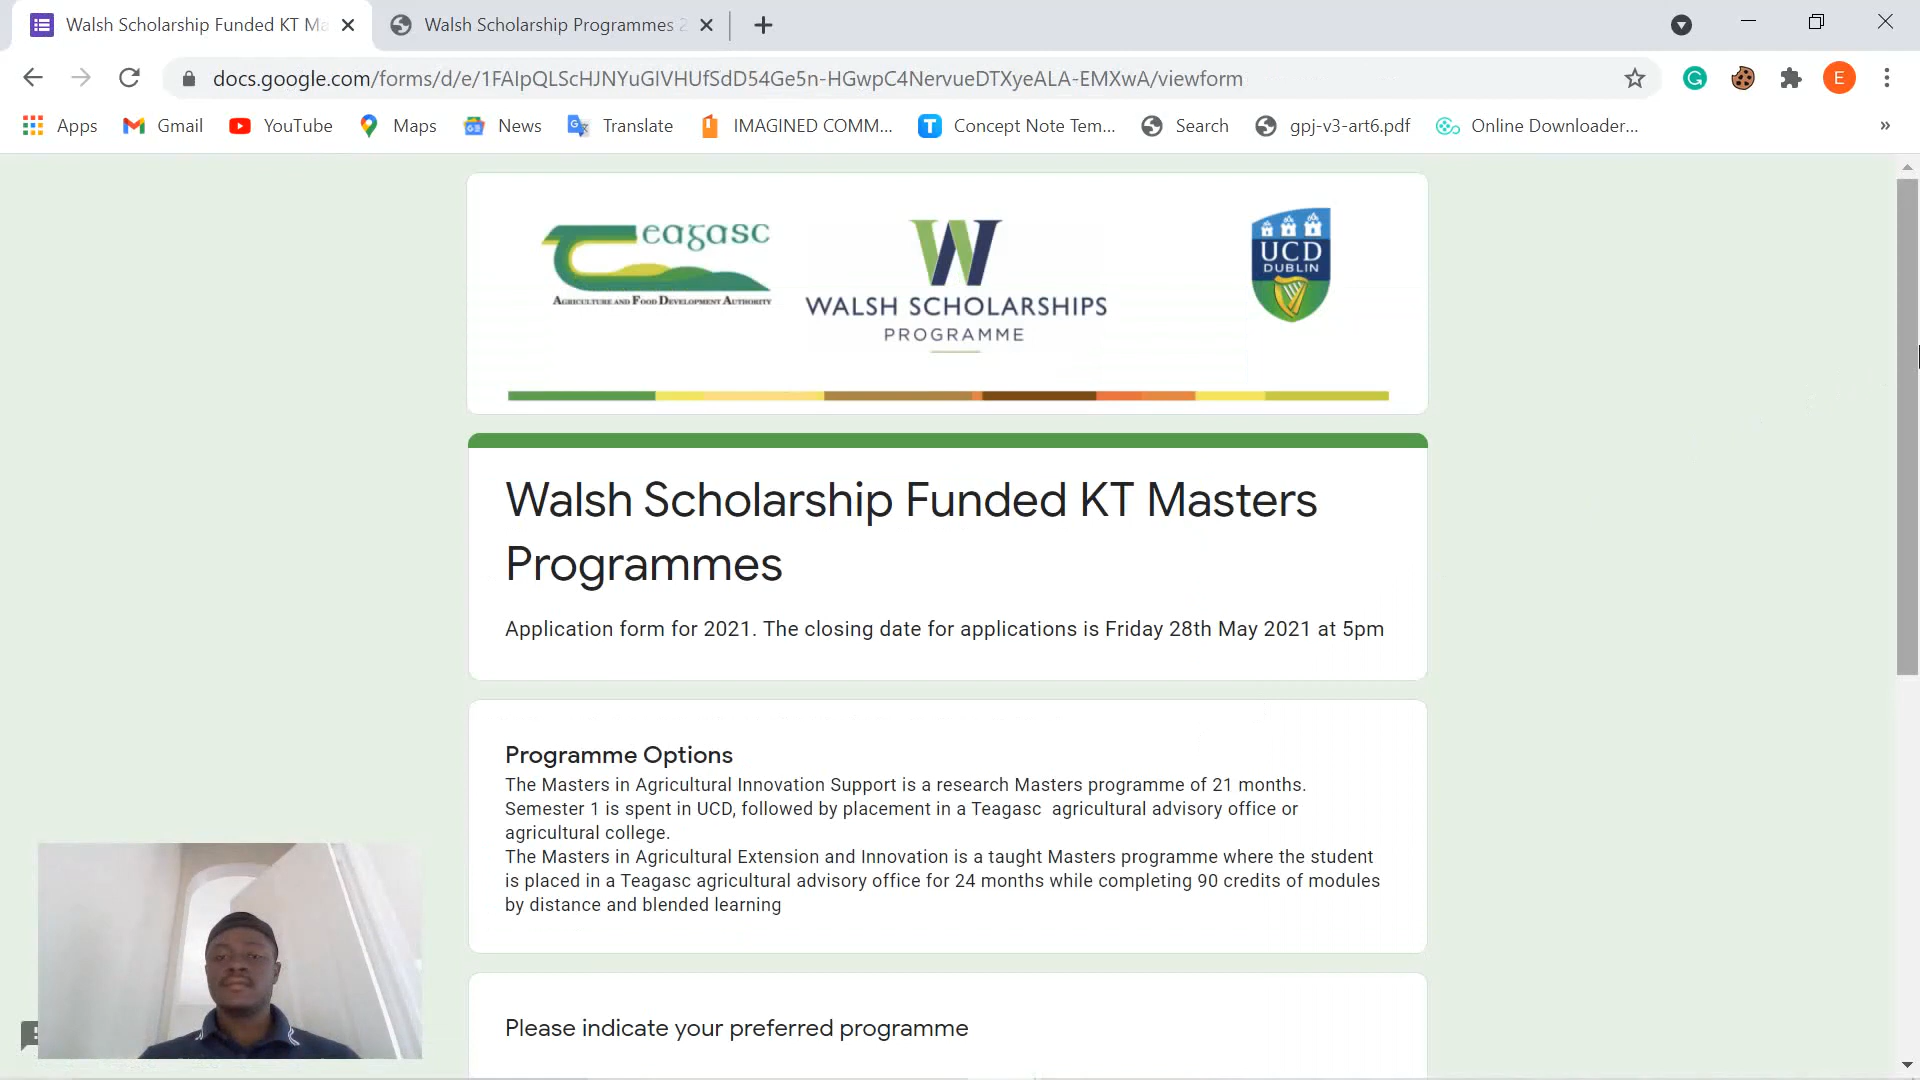 Walsh Scholarship Funded KT Ma
Walsh Scholarship Programmes 2
docs.google.com/forms/d/e/1FAIpQLScHJNYuGIVHUfSdD54Ge5n-HGwpC4NervueDTXyeALA-EMXwA/viewform
G
E
Apps
Gmail
YouTube
Maps
News
Translate
IMAGINED COMM...
T
Concept Note Tem...
Search
gpj-v3-art6.pdf
Online Downloader...
»
Teagasc
AGRICULTURE AND FOOD DEVELOPMENT AUTHORITY
W
WALSH SCHOLARSHIPS
PROGRAMME
UCD
DUBLIN
Walsh Scholarship Funded KT Masters
Programmes
Application form for 2021. The closing date for applications is Friday 28th May 2021 at 5pm
Programme Options
The Masters in Agricultural Innovation Support is a research Masters programme of 21 months.
Semester 1 is spent in UCD, followed by placement in a Teagasc agricultural advisory office or
agricultural college.
The Masters in Agricultural Extension and Innovation is a taught Masters programme where the student
is placed in a Teagasc agricultural advisory office for 24 months while completing 90 credits of modules
by distance and blended learning
Please indicate your preferred programme